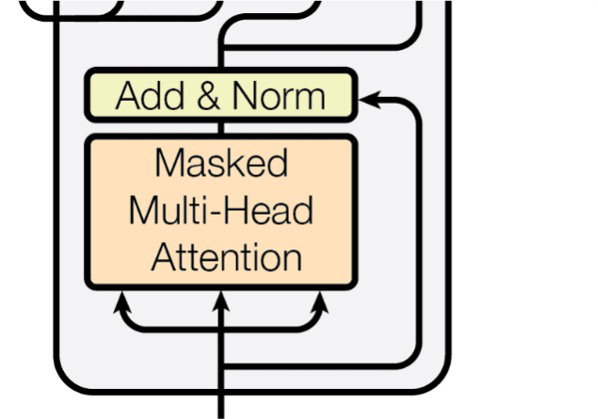 Add & Norm
Masked
Multi-Head
Attention